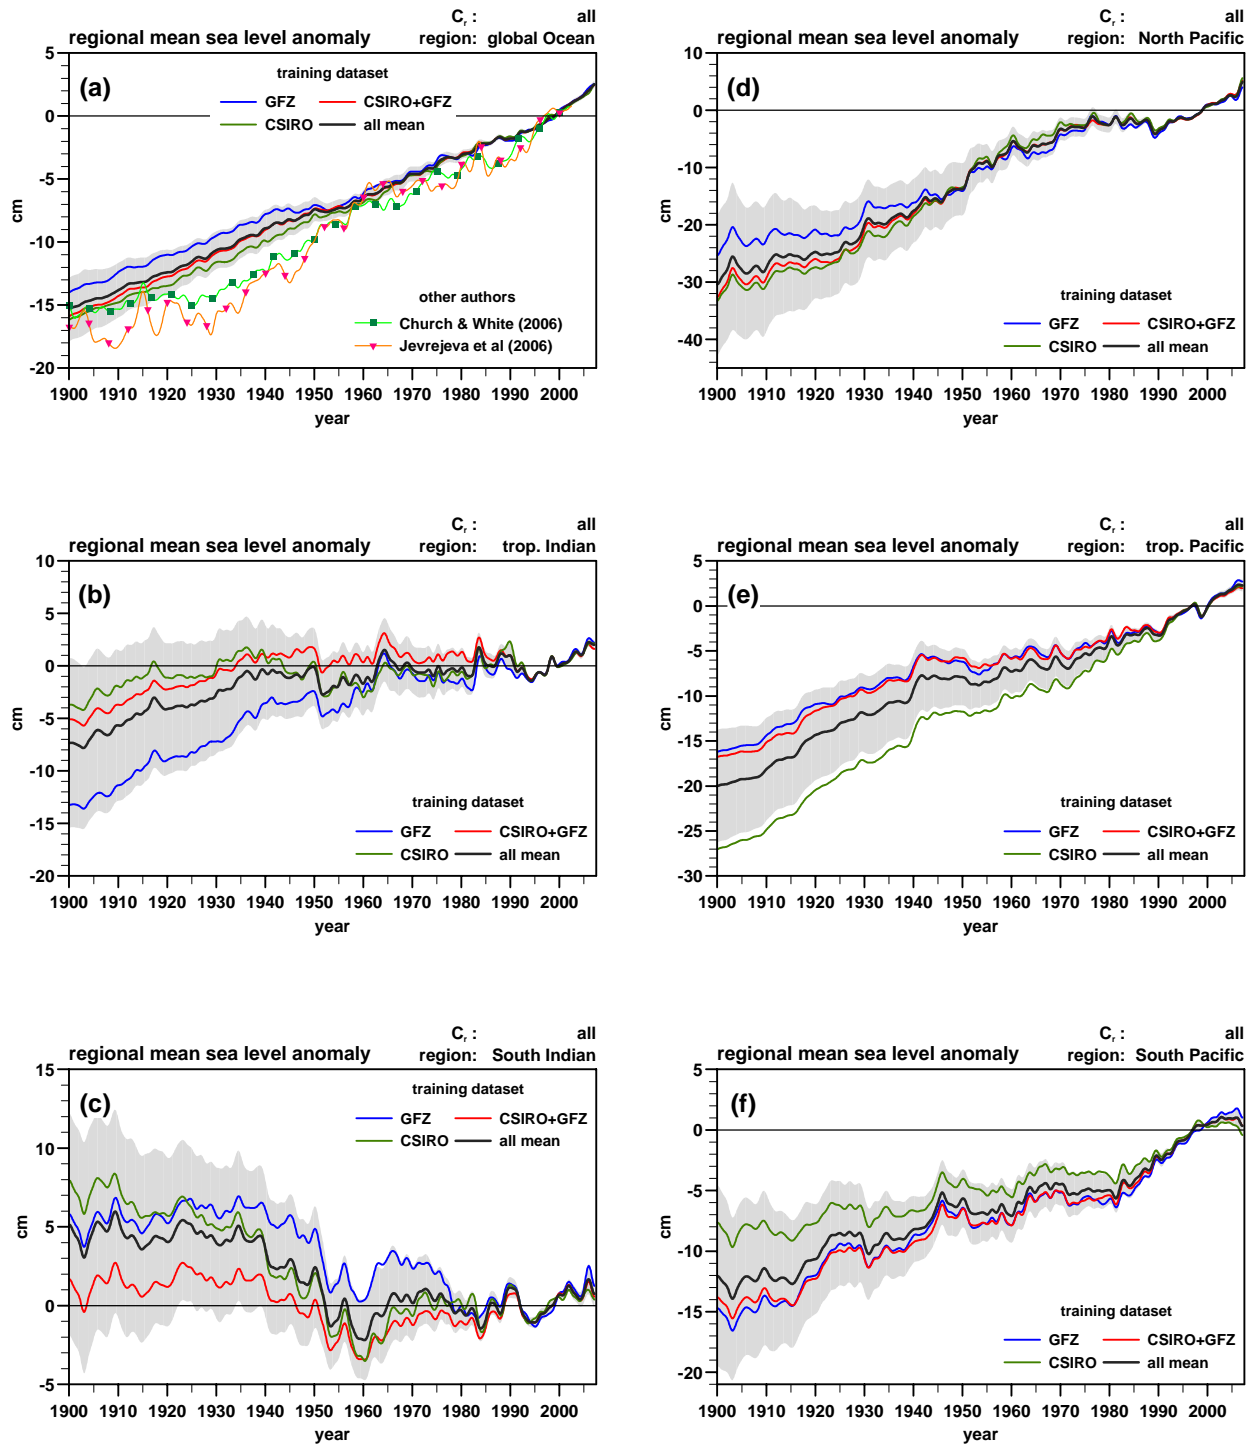 C_r : all
regional mean sea level anomaly region: global Ocean
(a)
training dataset
GFZ CSIRO+GFZ
CSIRO all mean
other authors
Church & White (2006)
Jevrejeva et al (2006)
cm
5
0
-5
-10
-15
-20
1900 1910 1920 1930 1940 1950 1960 1970 1980 1990 2000
year
C_r : all
regional mean sea level anomaly region: North Pacific
(d)
training dataset
GFZ CSIRO+GFZ
CSIRO all mean
cm
10
0
-10
-20
-30
-40
1900 1910 1920 1930 1940 1950 1960 1970 1980 1990 2000
year
C_r : all
regional mean sea level anomaly region: trop. Indian
(b)
training dataset
GFZ CSIRO+GFZ
CSIRO all mean
cm
10
5
0
-5
-10
-15
-20
1900 1910 1920 1930 1940 1950 1960 1970 1980 1990 2000
year
C_r : all
regional mean sea level anomaly region: trop. Pacific
(e)
training dataset
GFZ CSIRO+GFZ
CSIRO all mean
cm
5
0
-5
-10
-15
-20
-25
-30
1900 1910 1920 1930 1940 1950 1960 1970 1980 1990 2000
year
C_r : all
regional mean sea level anomaly region: South Indian
(c)
training dataset
GFZ CSIRO+GFZ
CSIRO all mean
cm
15
10
5
0
-5
1900 1910 1920 1930 1940 1950 1960 1970 1980 1990 2000
year
C_r : all
regional mean sea level anomaly region: South Pacific
(f)
training dataset
GFZ CSIRO+GFZ
CSIRO all mean
cm
5
0
-5
-10
-15
-20
1900 1910 1920 1930 1940 1950 1960 1970 1980 1990 2000
year